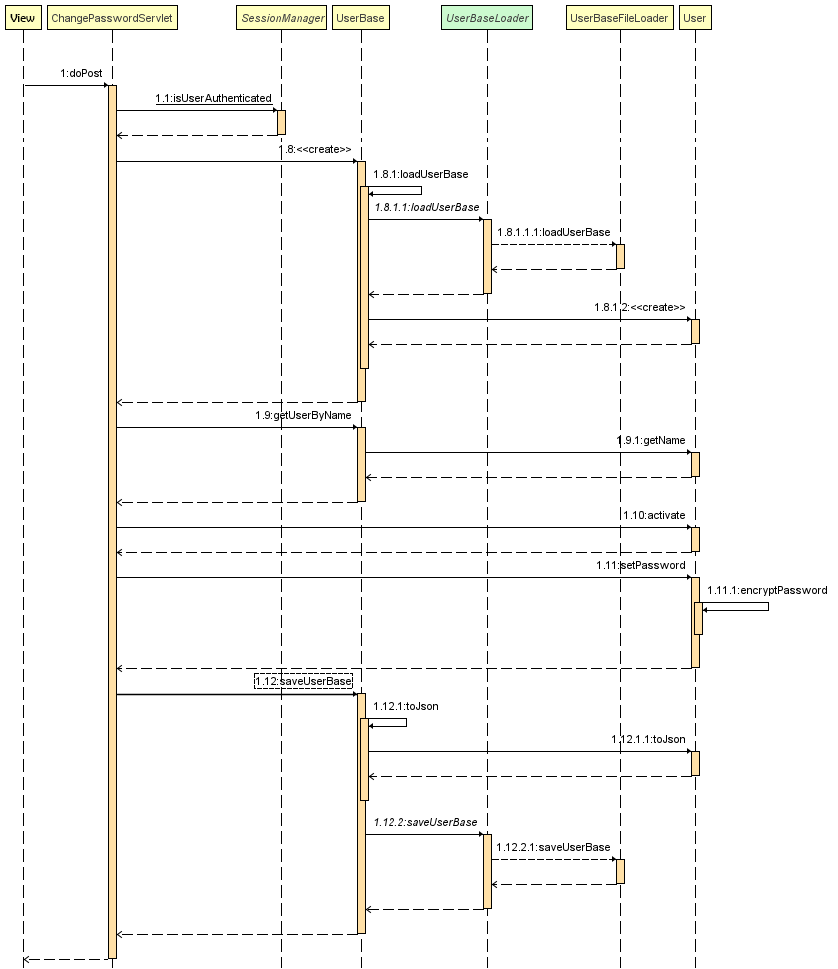 View
ChangePasswordServlet
SessionManager
UserBase
UserBaseLoader
UserBaseFileLoader
User
1:doPost
1.1:isUserAuthenticated
1.8:<<create>>
1.8.1:loadUserBase
1.8.1.1:loadUserBase
1.8.1.1.1:loadUserBase
1.8.1.2:<<create>>
1.9:getUserByName
1.9.1:getName
1.10:activate
1.11:setPassword
1.11.1:encryptPassword
1.12:saveUserBase
1.12.1:toJson
1.12.1.1:toJson
1.12.2:saveUserBase
1.12.2.1:saveUserBase